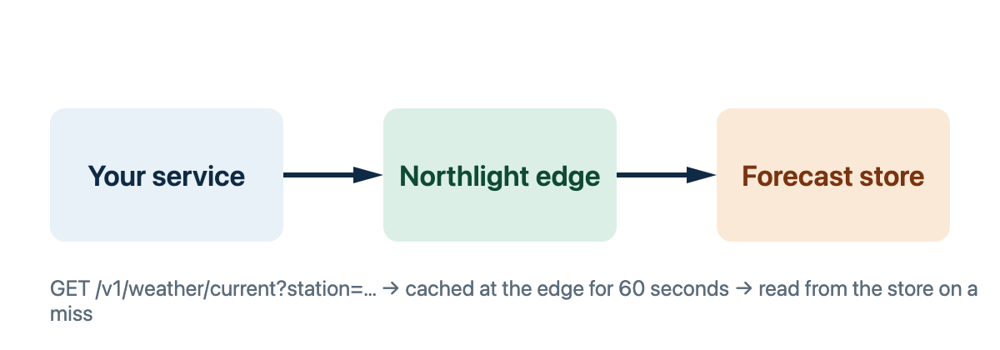 Your service
Northlight edge
Forecast store
GET /v1/weather/current?station=… → cached at the edge for 60 seconds → read from the store on a
miss